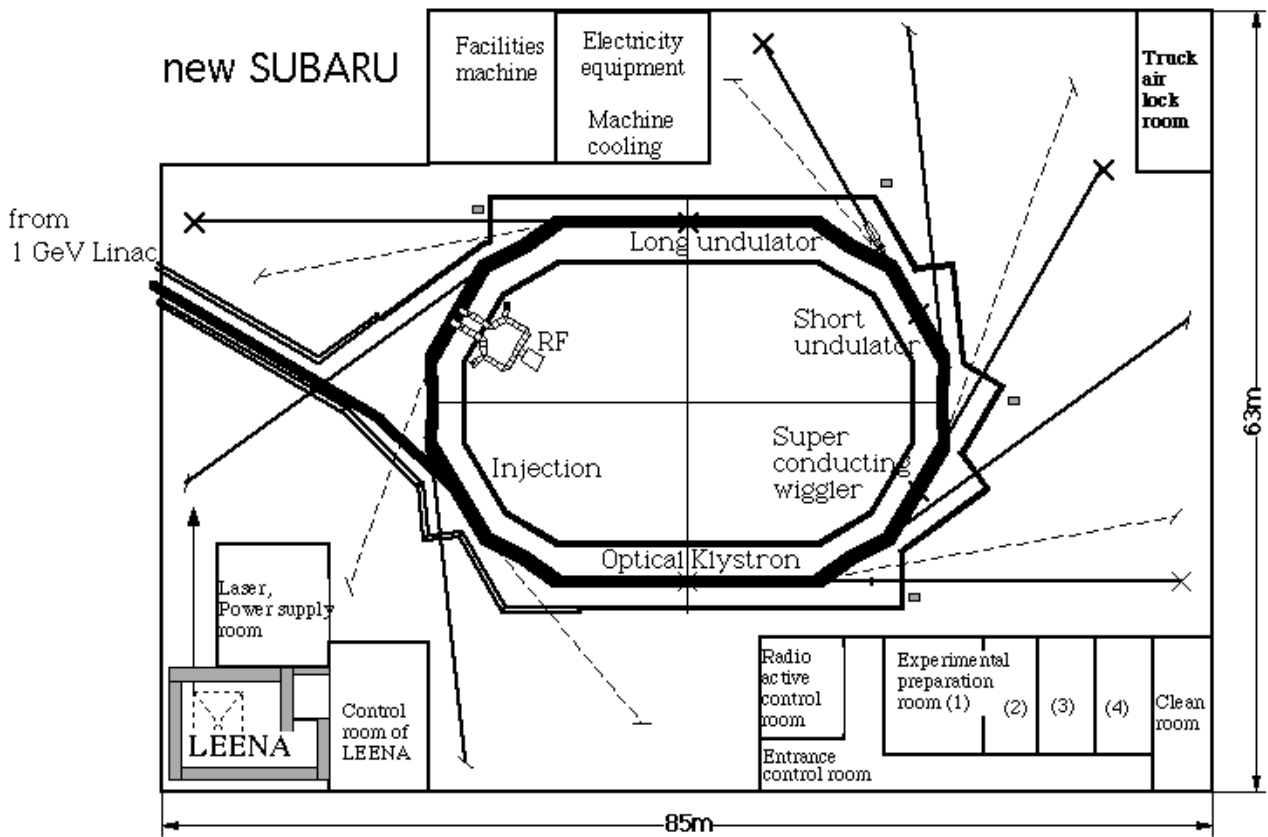 new SUBARU
Facilities
machine
Electricity
equipment
Machine
cooling
Truck
air
lock
room
from
1 GeV Linac
Long undulator
RF
Short
undulator
Super
conducting
wiggler
Injection
Optical Klystron
63m
Laser,
Power supply
room
LEENA
Control
room of
LEENA
Radio
active
control
room
Entrance
control room
Experimental
preparation
room (1)
(2)
(3)
(4)
Clean
room
85m